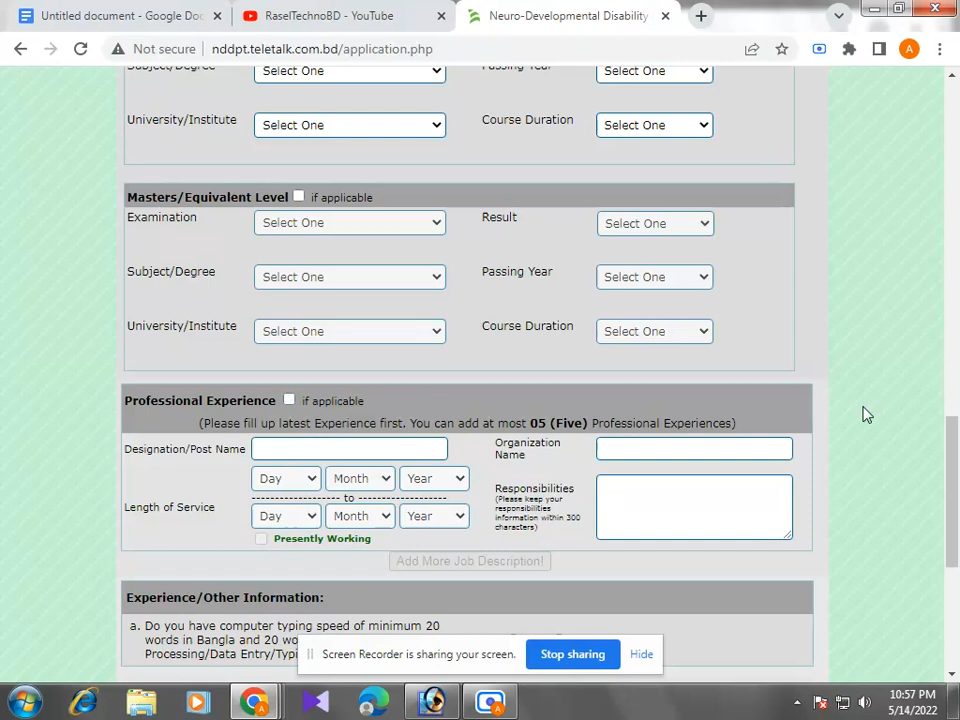 Untitled document - Google Doc
RaselTechnoBD - YouTube
Neuro-Developmental Disability
Not secure
nddpt.teletalk.com.bd/application.php
A
Subject/Degree
Select One
Passing Year
Select One
University/Institute
Select One
Course Duration
Select One
Masters/Equivalent Level if applicable
Examination
Select One
Result
Select One
Subject/Degree
Select One
Passing Year
Select One
University/Institute
Select One
Course Duration
Select One
Professional Experience if applicable
(Please fill up latest Experience first. You can add at most 05 (Five) Professional Experiences)
Designation/Post Name
Organization
Name
Day Month Year
-------------------- to --------------------
Length of Service
Day Month Year
Presently Working
Responsibilities
(Please keep your
responsibilities
information within 300
characters)
Add More Job Description!
Experience/Other Information:
a. Do you have computer typing speed of minimum 20
words in Bangla and 20 wo
Processing/Data Entry/Typi
Screen Recorder is sharing your screen.
Stop sharing
Hide
10:57 PM
5/14/2022